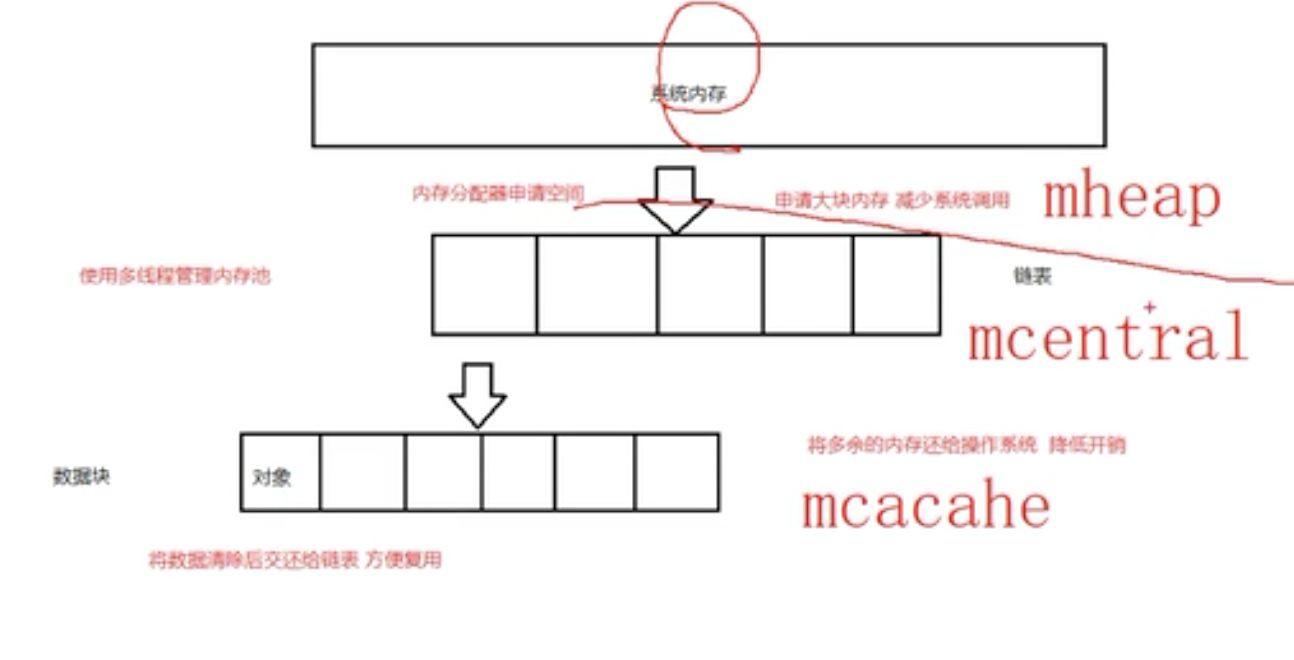 系统内存
内存分配器申请空间
申请大块内存 减少系统调用
mheap
使用多线程管理内存池
链表
mcentral
将多余的内存还给操作系统 降低开销
数据块
对象
mcacahe
将数据清除后交还给链表 方便复用